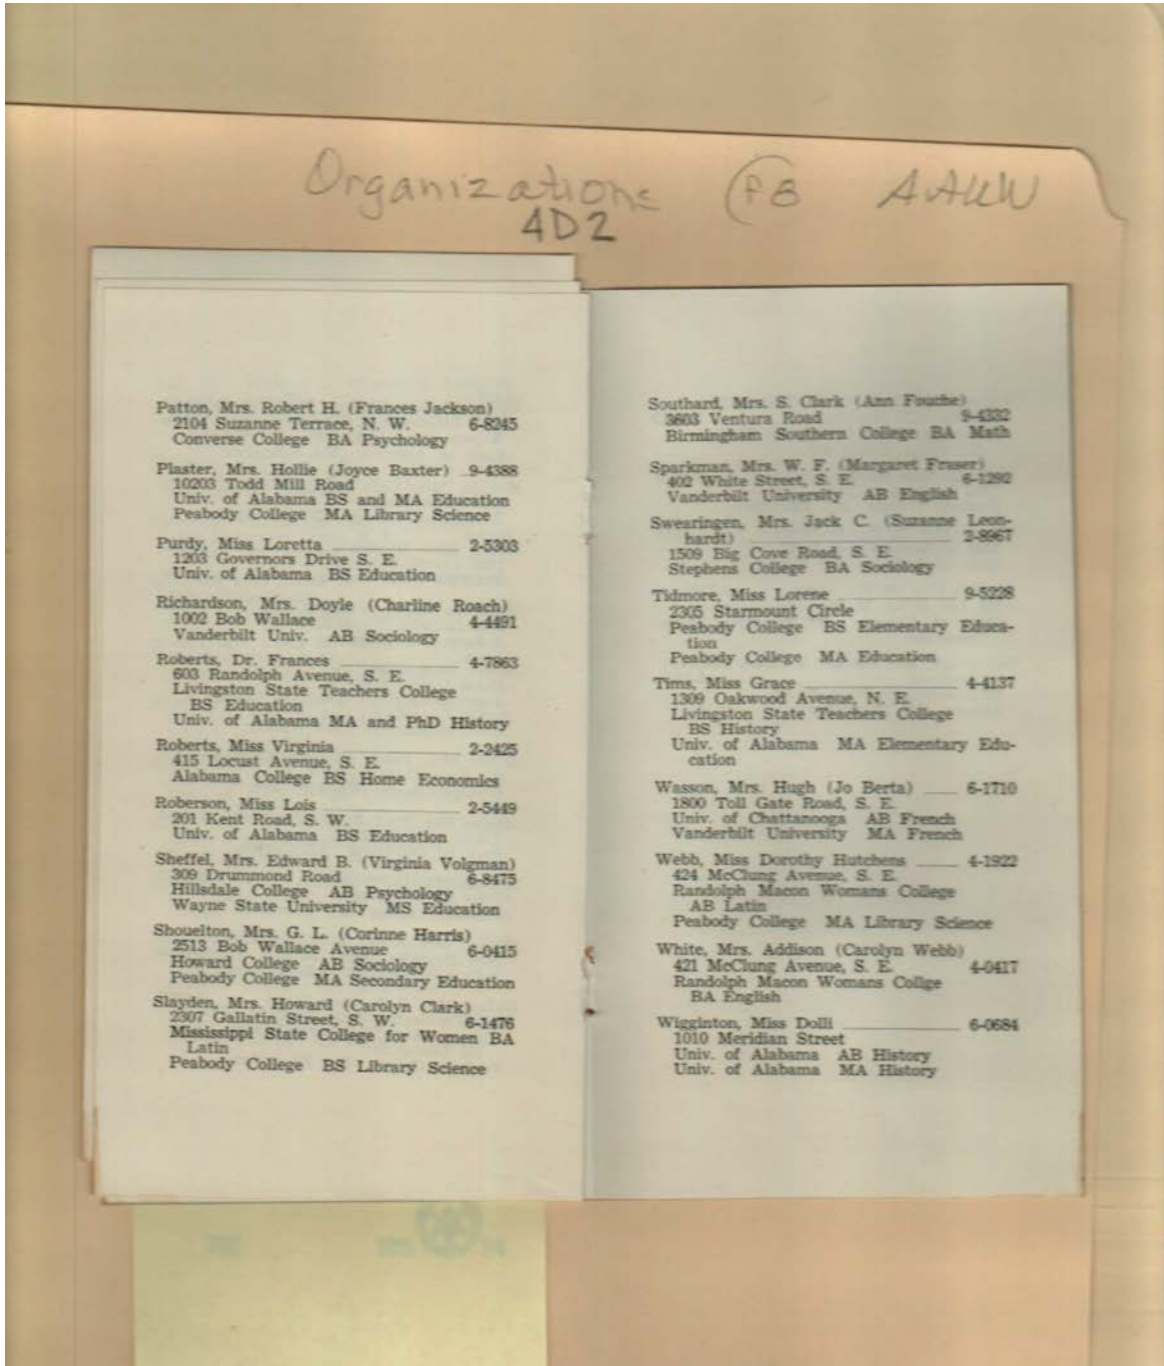 Organizations (F8 AAUW
4D2
Patton, Mrs. Robert H. (Frances Jackson)
2104 Suzanne Terrace, N. W. 6-8245
Converse College BA Psychology
Plaster, Mrs. Hollie (Joyce Baxter) 9-4388
10203 Todd Mill Road
Univ. of Alabama BS and MA Education
Peabody College MA Library Science
Purdy, Miss Loretta 2-5303
1203 Governors Drive S. E.
Univ. of Alabama BS Education
Richardson, Mrs. Doyle (Charline Roach)
1002 Bob Wallace 4-4491
Vanderbilt Univ. AB Sociology
Roberts, Dr. Frances 4-7863
603 Randolph Avenue, S. E.
Livingston State Teachers College
BS Education
Univ. of Alabama MA and PhD History
Roberts, Miss Virginia 2-2425
415 Locust Avenue, S. E.
Alabama College BS Home Economics
Roberson, Miss Lois 2-5449
201 Kent Road, S. W.
Univ. of Alabama BS Education
Sheffel, Mrs. Edward B. (Virginia Volgman)
309 Drummond Road 6-8475
Hillsdale College AB Psychology
Wayne State University MS Education
Shouelton, Mrs. G. L. (Corinne Harris)
2513 Bob Wallace Avenue 6-0415
Howard College AB Sociology
Peabody College MA Secondary Education
Slayden, Mrs. Howard (Carolyn Clark)
2307 Gallatin Street, S. W. 6-1476
Mississippi State College for Women BA
Latin
Peabody College BS Library Science
Southard, Mrs. S. Clark (Ann Fouche)
3603 Ventura Road 9-4332
Birmingham Southern College BA Math
Sparkman, Mrs. W. F. (Margaret Fraser)
402 White Street, S. E. 6-1292
Vanderbilt University AB English
Swearingen, Mrs. Jack C. (Suzanne Leon-
hardt) 2-8967
1509 Big Cove Road, S. E.
Stephens College BA Sociology
Tidmore, Miss Lorene 9-5228
2305 Starmount Circle
Peabody College BS Elementary Educa-
tion
Peabody College MA Education
Tims, Miss Grace 4-4137
1309 Oakwood Avenue, N. E.
Livingston State Teachers College
BS History
Univ. of Alabama MA Elementary Edu-
cation
Wasson, Mrs. Hugh (Jo Berta) 6-1710
1800 Toll Gate Road, S. E.
Univ. of Chattanooga AB French
Vanderbilt University MA French
Webb, Miss Dorothy Hutchens 4-1922
424 McClung Avenue, S. E.
Randolph Macon Womans College
AB Latin
Peabody College MA Library Science
White, Mrs. Addison (Carolyn Webb)
421 McClung Avenue, S. E. 4-0417
Randolph Macon Womans Collge
BA English
Wigginton, Miss Dolli 6-0684
1010 Meridian Street
Univ. of Alabama AB History
Univ. of Alabama MA History